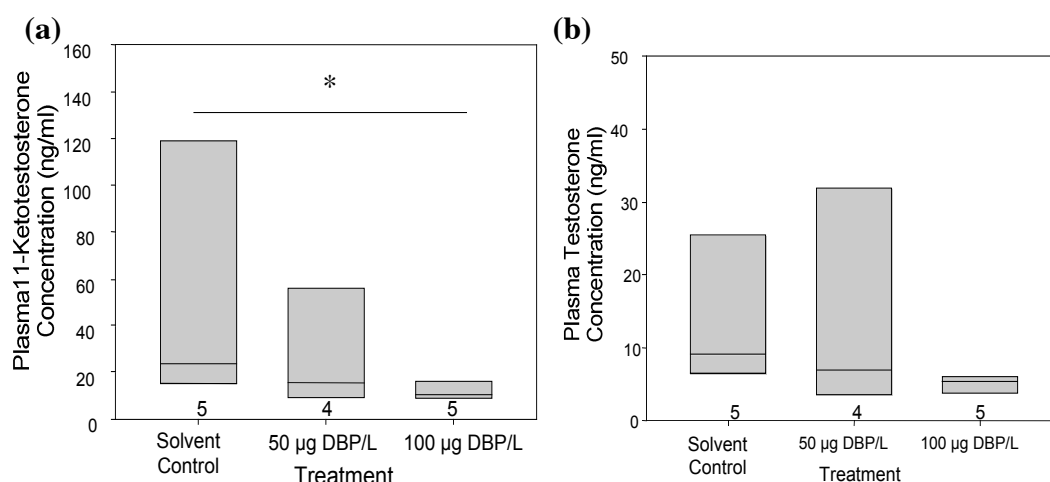 (a)
160
140
120
100
80
60
40
20
0
Plasma11-Ketotestosterone
Concentration (ng/ml)
*
5
4
5
Solvent
Control
50 µg DBP/L
100 µg DBP/L
Treatment
(b)
50
40
30
20
10
0
Plasma Testosterone
Concentration (ng/ml)
5
4
5
Solvent
Control
50 µg DBP/L
100 µg DBP/L
Treatment